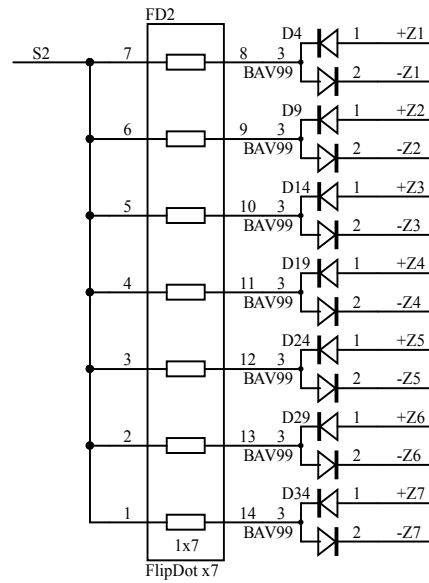 FD2
D4
S2 7 8 3 1 +Z1
BAV99 2 -Z1
D9
6 9 3 1 +Z2
BAV99 2 -Z2
D14
5 10 3 1 +Z3
BAV99 2 -Z3
D19
4 11 3 1 +Z4
BAV99 2 -Z4
D24
3 12 3 1 +Z5
BAV99 2 -Z5
D29
2 13 3 1 +Z6
BAV99 2 -Z6
D34
1 14 3 1 +Z7
1x7 BAV99 2 -Z7
FlipDot x7